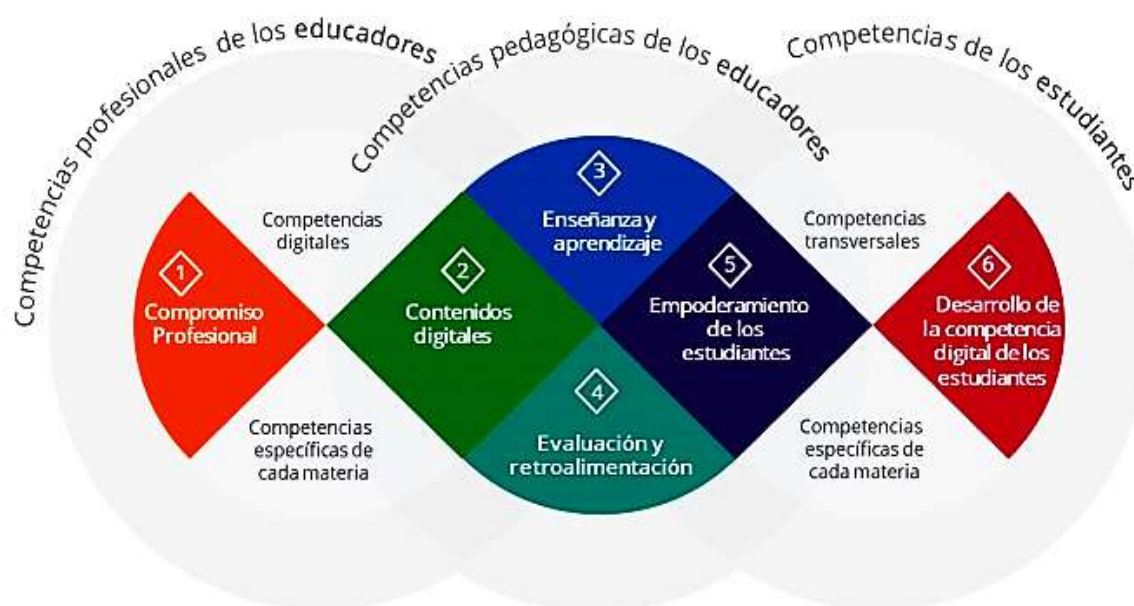 Competencias profesionales de los educadores
Competencias pedagógicas de los educadores
Competencias de los estudiantes
1
Compromiso
Profesional
Competencias
digitales
Competencias
específicas de
cada materia
2
Contenidos
digitales
3
Enseñanza y
aprendizaje
4
Evaluación y
retroalimentación
5
Empoderamiento
de los
estudiantes
Competencias
transversales
Competencias
específicas de
cada materia
6
Desarrollo de
la competencia
digital de los
estudiantes